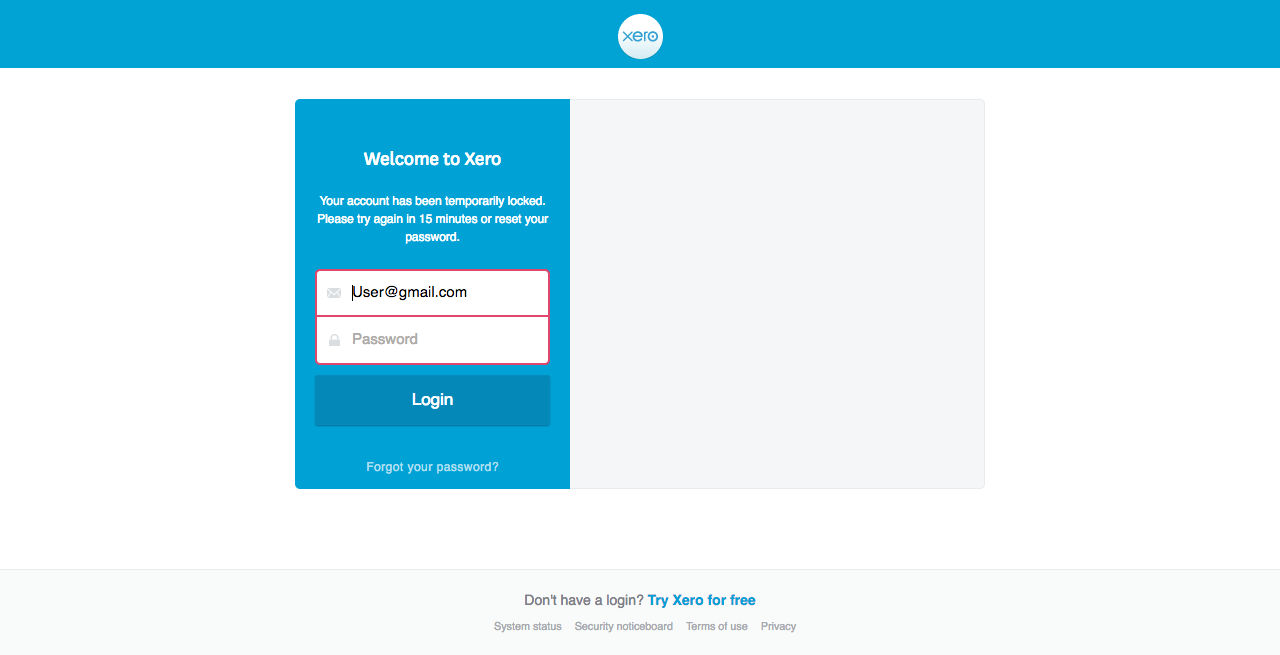 xero
Welcome to Xero
Your account has been temporarily locked.
Please try again in 15 minutes or reset your
password.
User@gmail.com
Password
Login
Forgot your password?
Don't have a login? Try Xero for free
System status Security noticeboard Terms of use Privacy